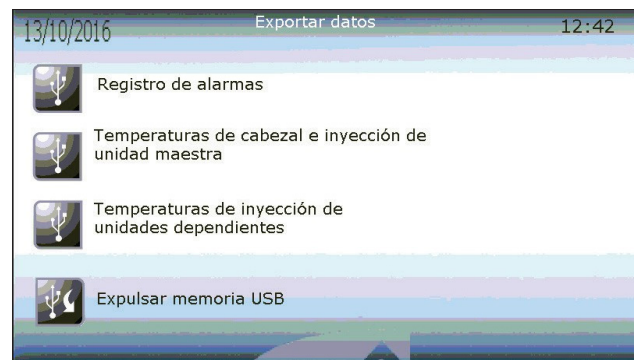 13/10/2016 Exportar datos 12:42
Registro de alarmas
Temperaturas de cabezal e inyección de
unidad maestra
Temperaturas de inyección de
unidades dependientes
Expulsar memoria USB